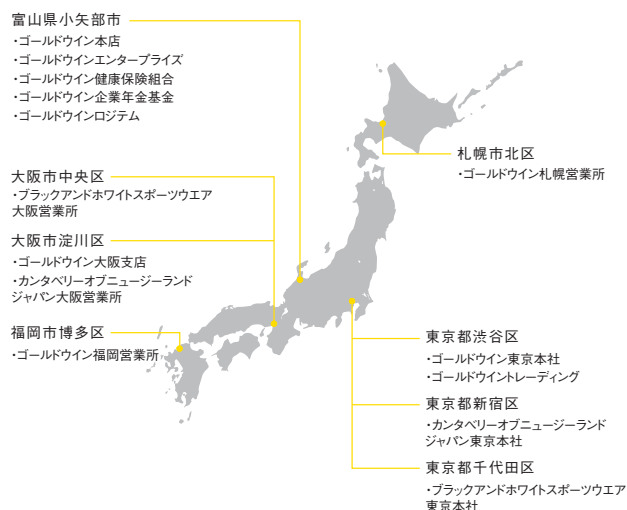 富山県小矢部市
・ゴールドウイン本店
・ゴールドウインエンタープライズ
・ゴールドウイン健康保険組合
・ゴールドウイン企業年金基金
・ゴールドウインロジテム
札幌市北区
・ゴールドウイン札幌営業所
大阪市中央区
・ブラックアンドホワイトスポーツウエア
大阪営業所
大阪市淀川区
・ゴールドウイン大阪支店
・カンタベリーオブニュージーランド
ジャパン大阪営業所
福岡市博多区
・ゴールドウイン福岡営業所
東京都渋谷区
・ゴールドウイン東京本社
・ゴールドウイントレーディング
東京都新宿区
・カンタベリーオブニュージーランド
ジャパン東京本社
東京都千代田区
・ブラックアンドホワイトスポーツウエア
東京本社